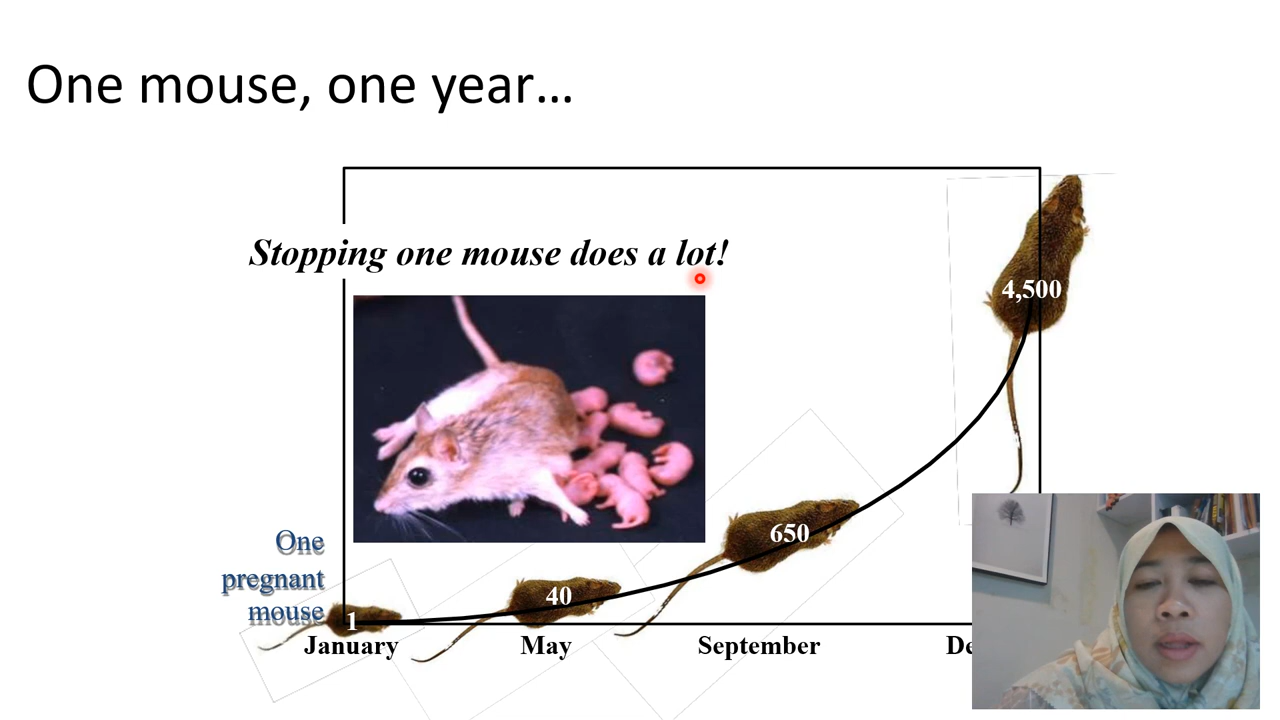 One mouse, one year…
Stopping one mouse does a lot!
4,500
650
One
pregnant
mouse
40
1
January May September De